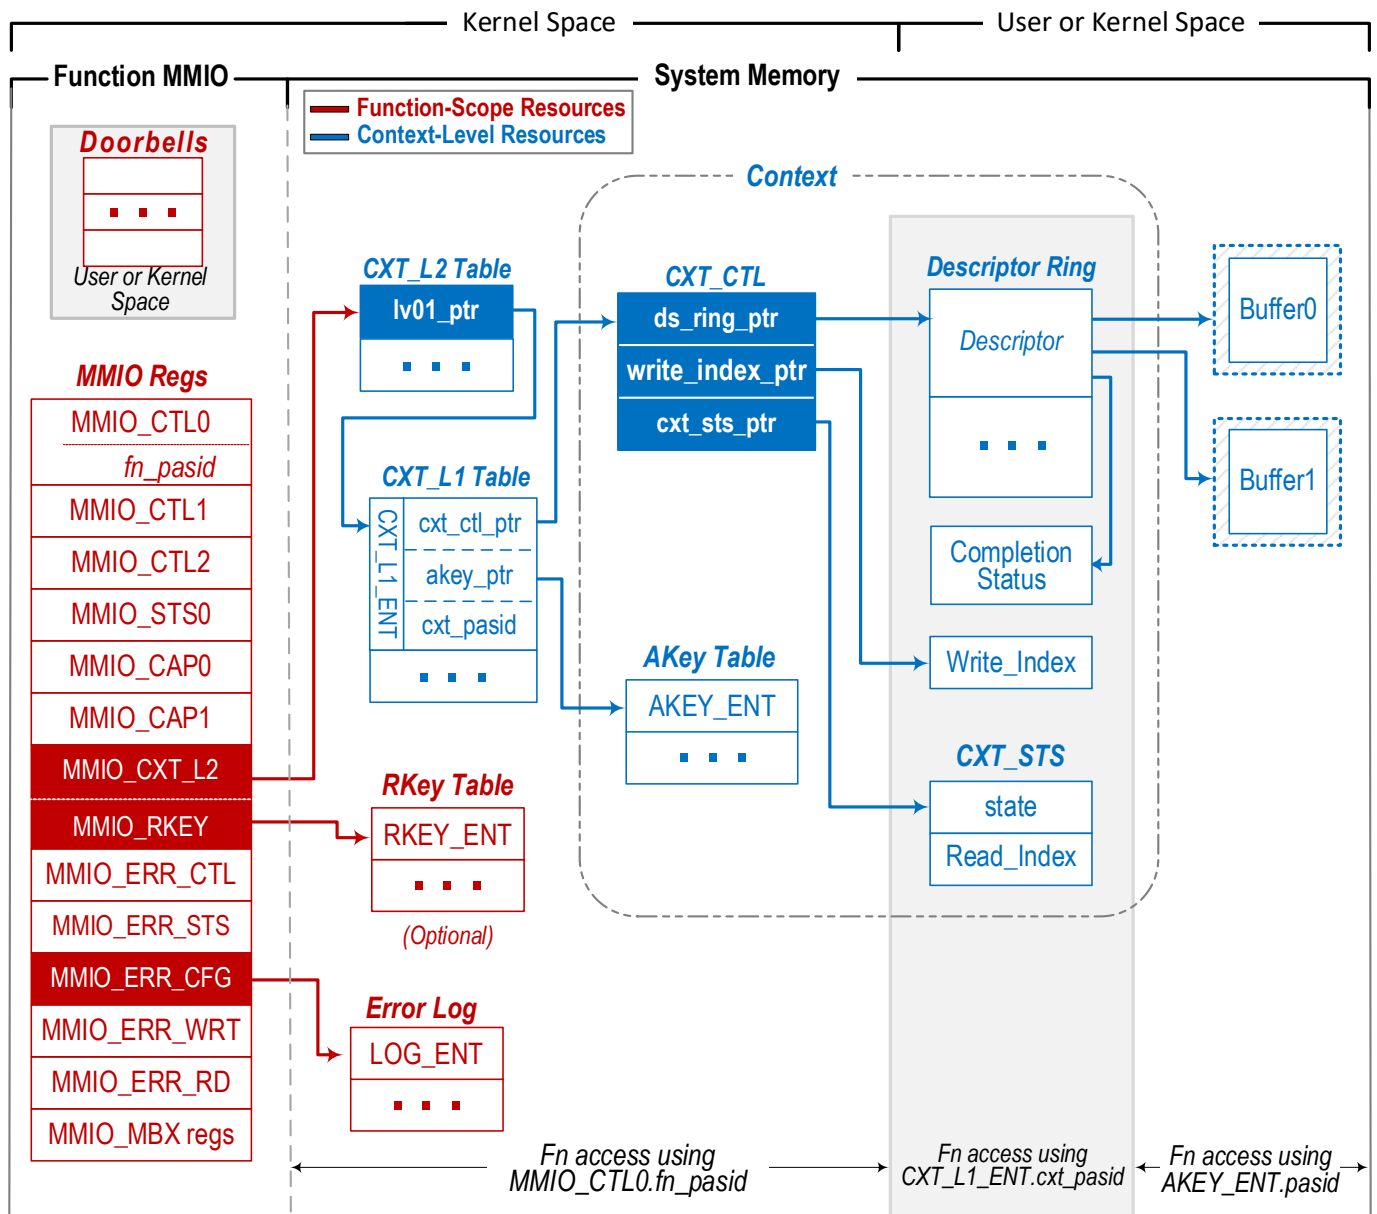 Kernel Space
User or Kernel Space
Function MMIO
System Memory
Function-Scope Resources
Context-Level Resources
Doorbells
User or Kernel
Space
MMIO Regs
MMIO_CTL0
fn_pasid
MMIO_CTL1
MMIO_CTL2
MMIO_STS0
MMIO_CAP0
MMIO_CAP1
MMIO_CXT_L2
MMIO_RKEY
MMIO_ERR_CTL
MMIO_ERR_STS
MMIO_ERR_CFG
MMIO_ERR_WRT
MMIO_ERR_RD
MMIO_MBX regs
CXT_L2 Table
lv01_ptr
CXT_L1 Table
CXT_L1_ENT
cxt_ctl_ptr
akey_ptr
cxt_pasid
RKey Table
RKEY_ENT
(Optional)
Error Log
LOG_ENT
Context
CXT_CTL
ds_ring_ptr
write_index_ptr
cxt_sts_ptr
AKey Table
AKEY_ENT
Descriptor Ring
Descriptor
Completion
Status
Write_Index
CXT_STS
state
Read_Index
Buffer0
Buffer1
Fn access using
MMIO_CTL0.fn_pasid
Fn access using
CXT_L1_ENT.cxt_pasid
Fn access using
AKEY_ENT.pasid